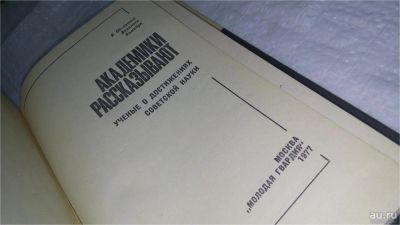 АКАДЕМИКИ
РАССКАЗЫВАЮТ
УЧЕНЫЕ О ДОСТИЖЕНИЯХ
СОВЕТСКОЙ НАУКИ
МОСКВА
„МОЛОДАЯ ГВАРДИЯ"
1977
au.ru